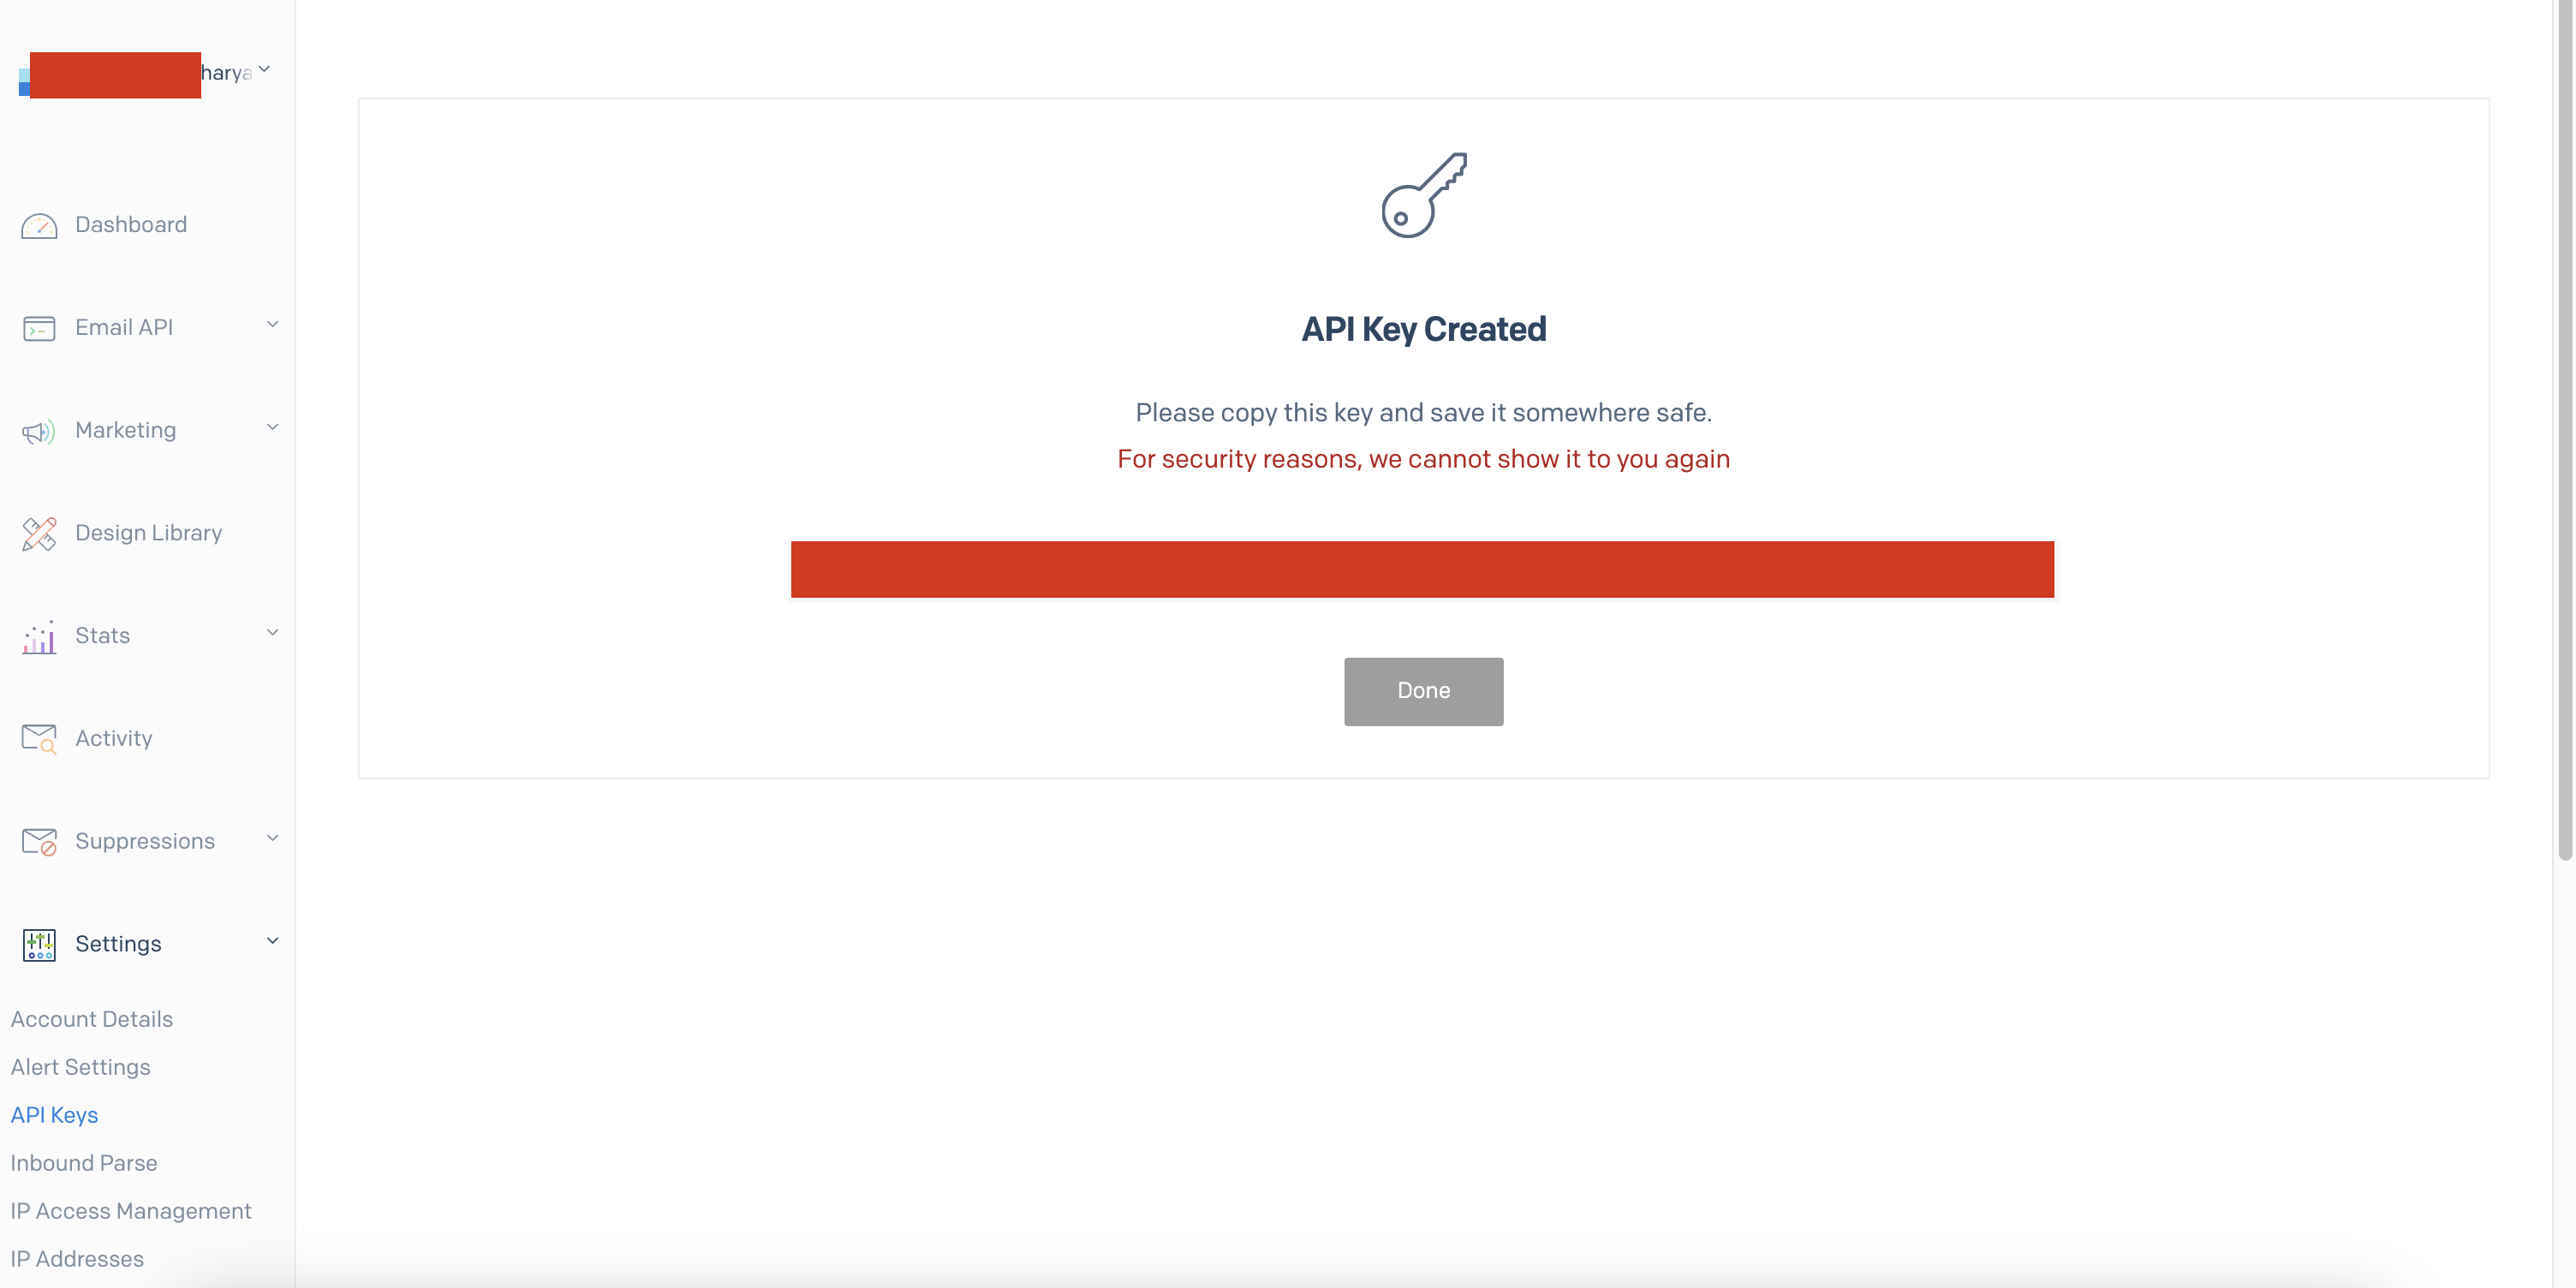 harya
Dashboard
Email API
Marketing
Design Library
Stats
Activity
Suppressions
Settings
Account Details
Alert Settings
API Keys
Inbound Parse
IP Access Management
IP Addresses
API Key Created
Please copy this key and save it somewhere safe.
For security reasons, we cannot show it to you again
Done